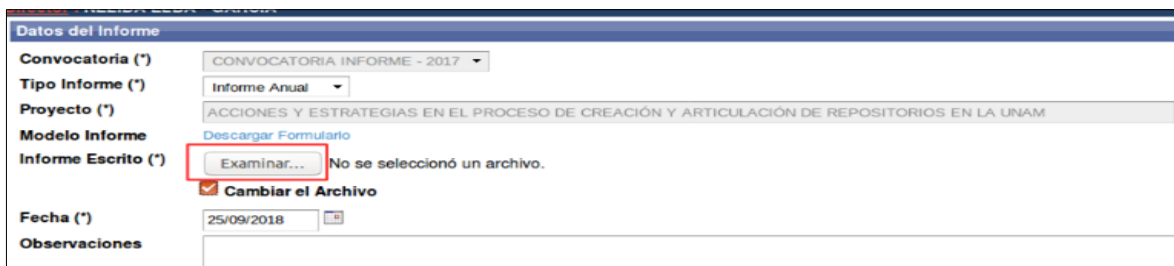 Datos del Informe
Convocatoria (*) CONVOCATORIA INFORME - 2017
Tipo Informe (*) Informe Anual
Proyecto (*) ACCIONES Y ESTRATEGIAS EN EL PROCESO DE CREACIÓN Y ARTICULACIÓN DE REPOSITORIOS EN LA UNAM
Modelo Informe Descargar Formulario
Informe Escrito (*) Examinar... No se seleccionó un archivo.
Cambiar el Archivo
Fecha (*) 25/09/2018
Observaciones